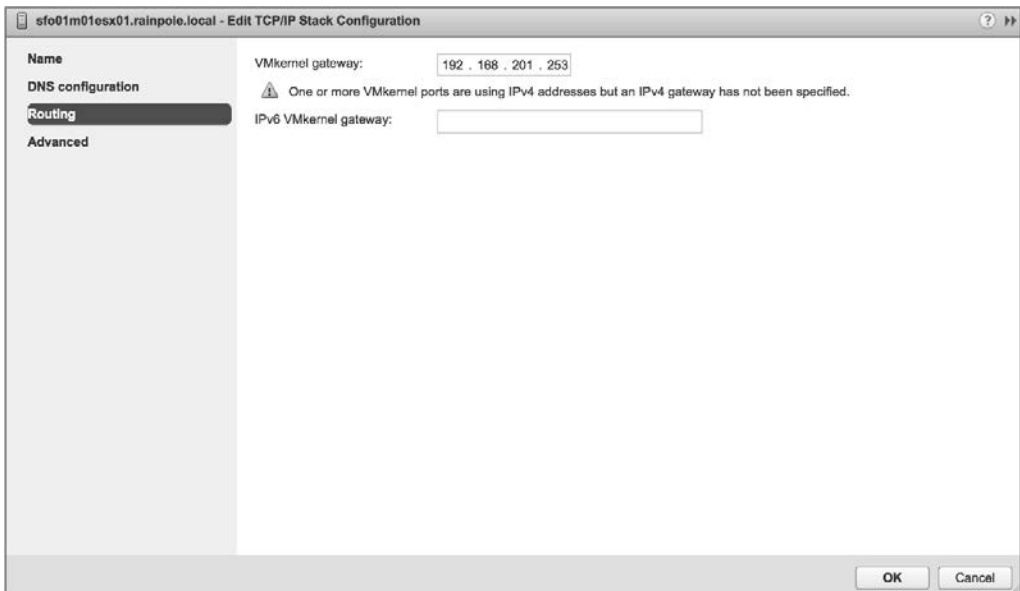 sfo01m01esx01.rainpole.local - Edit TCP/IP Stack Configuration
Name
DNS configuration
Routing
Advanced
VMkernel gateway: 192 . 168 . 201 . 253
One or more VMkernel ports are using IPv4 addresses but an IPv4 gateway has not been specified.
IPv6 VMkernel gateway:
OK Cancel